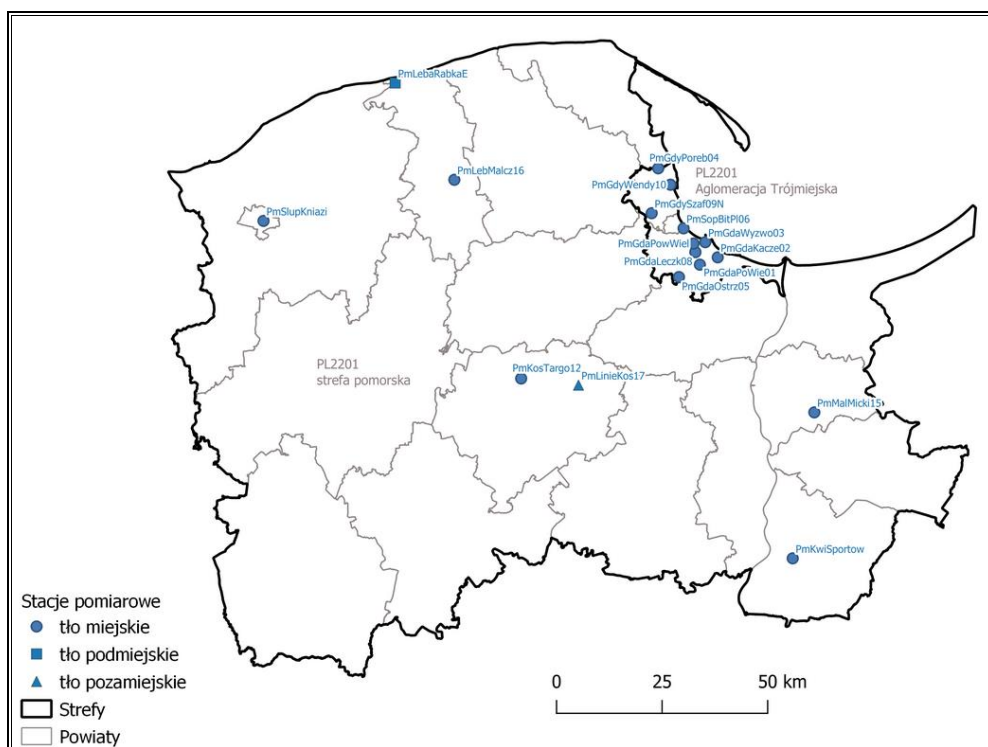 PmLebaRabkaE
PmLebMalcz16
PmGdyPoreb04
PL2201
Aglomeracja Trójmiejska
PmGdyWendy10
PmGdySzaf09N
PmSlupKniazi
PmSopBitPl06
PmGdaWyzwo03
PmGdaPowWiel
PmGdaKacze02
PmGdaLeczk08
PmGdaPoWie01
PmGdaOstrz05
PL2201
strefa pomorska
PmKosTargo12
PmLinieKos17
PmMalMicki15
PmKwiSportow
Stacje pomiarowe
tło miejskie
tło podmiejskie
tło pozamiejskie
Strefy
Powiaty
0 25 50 km